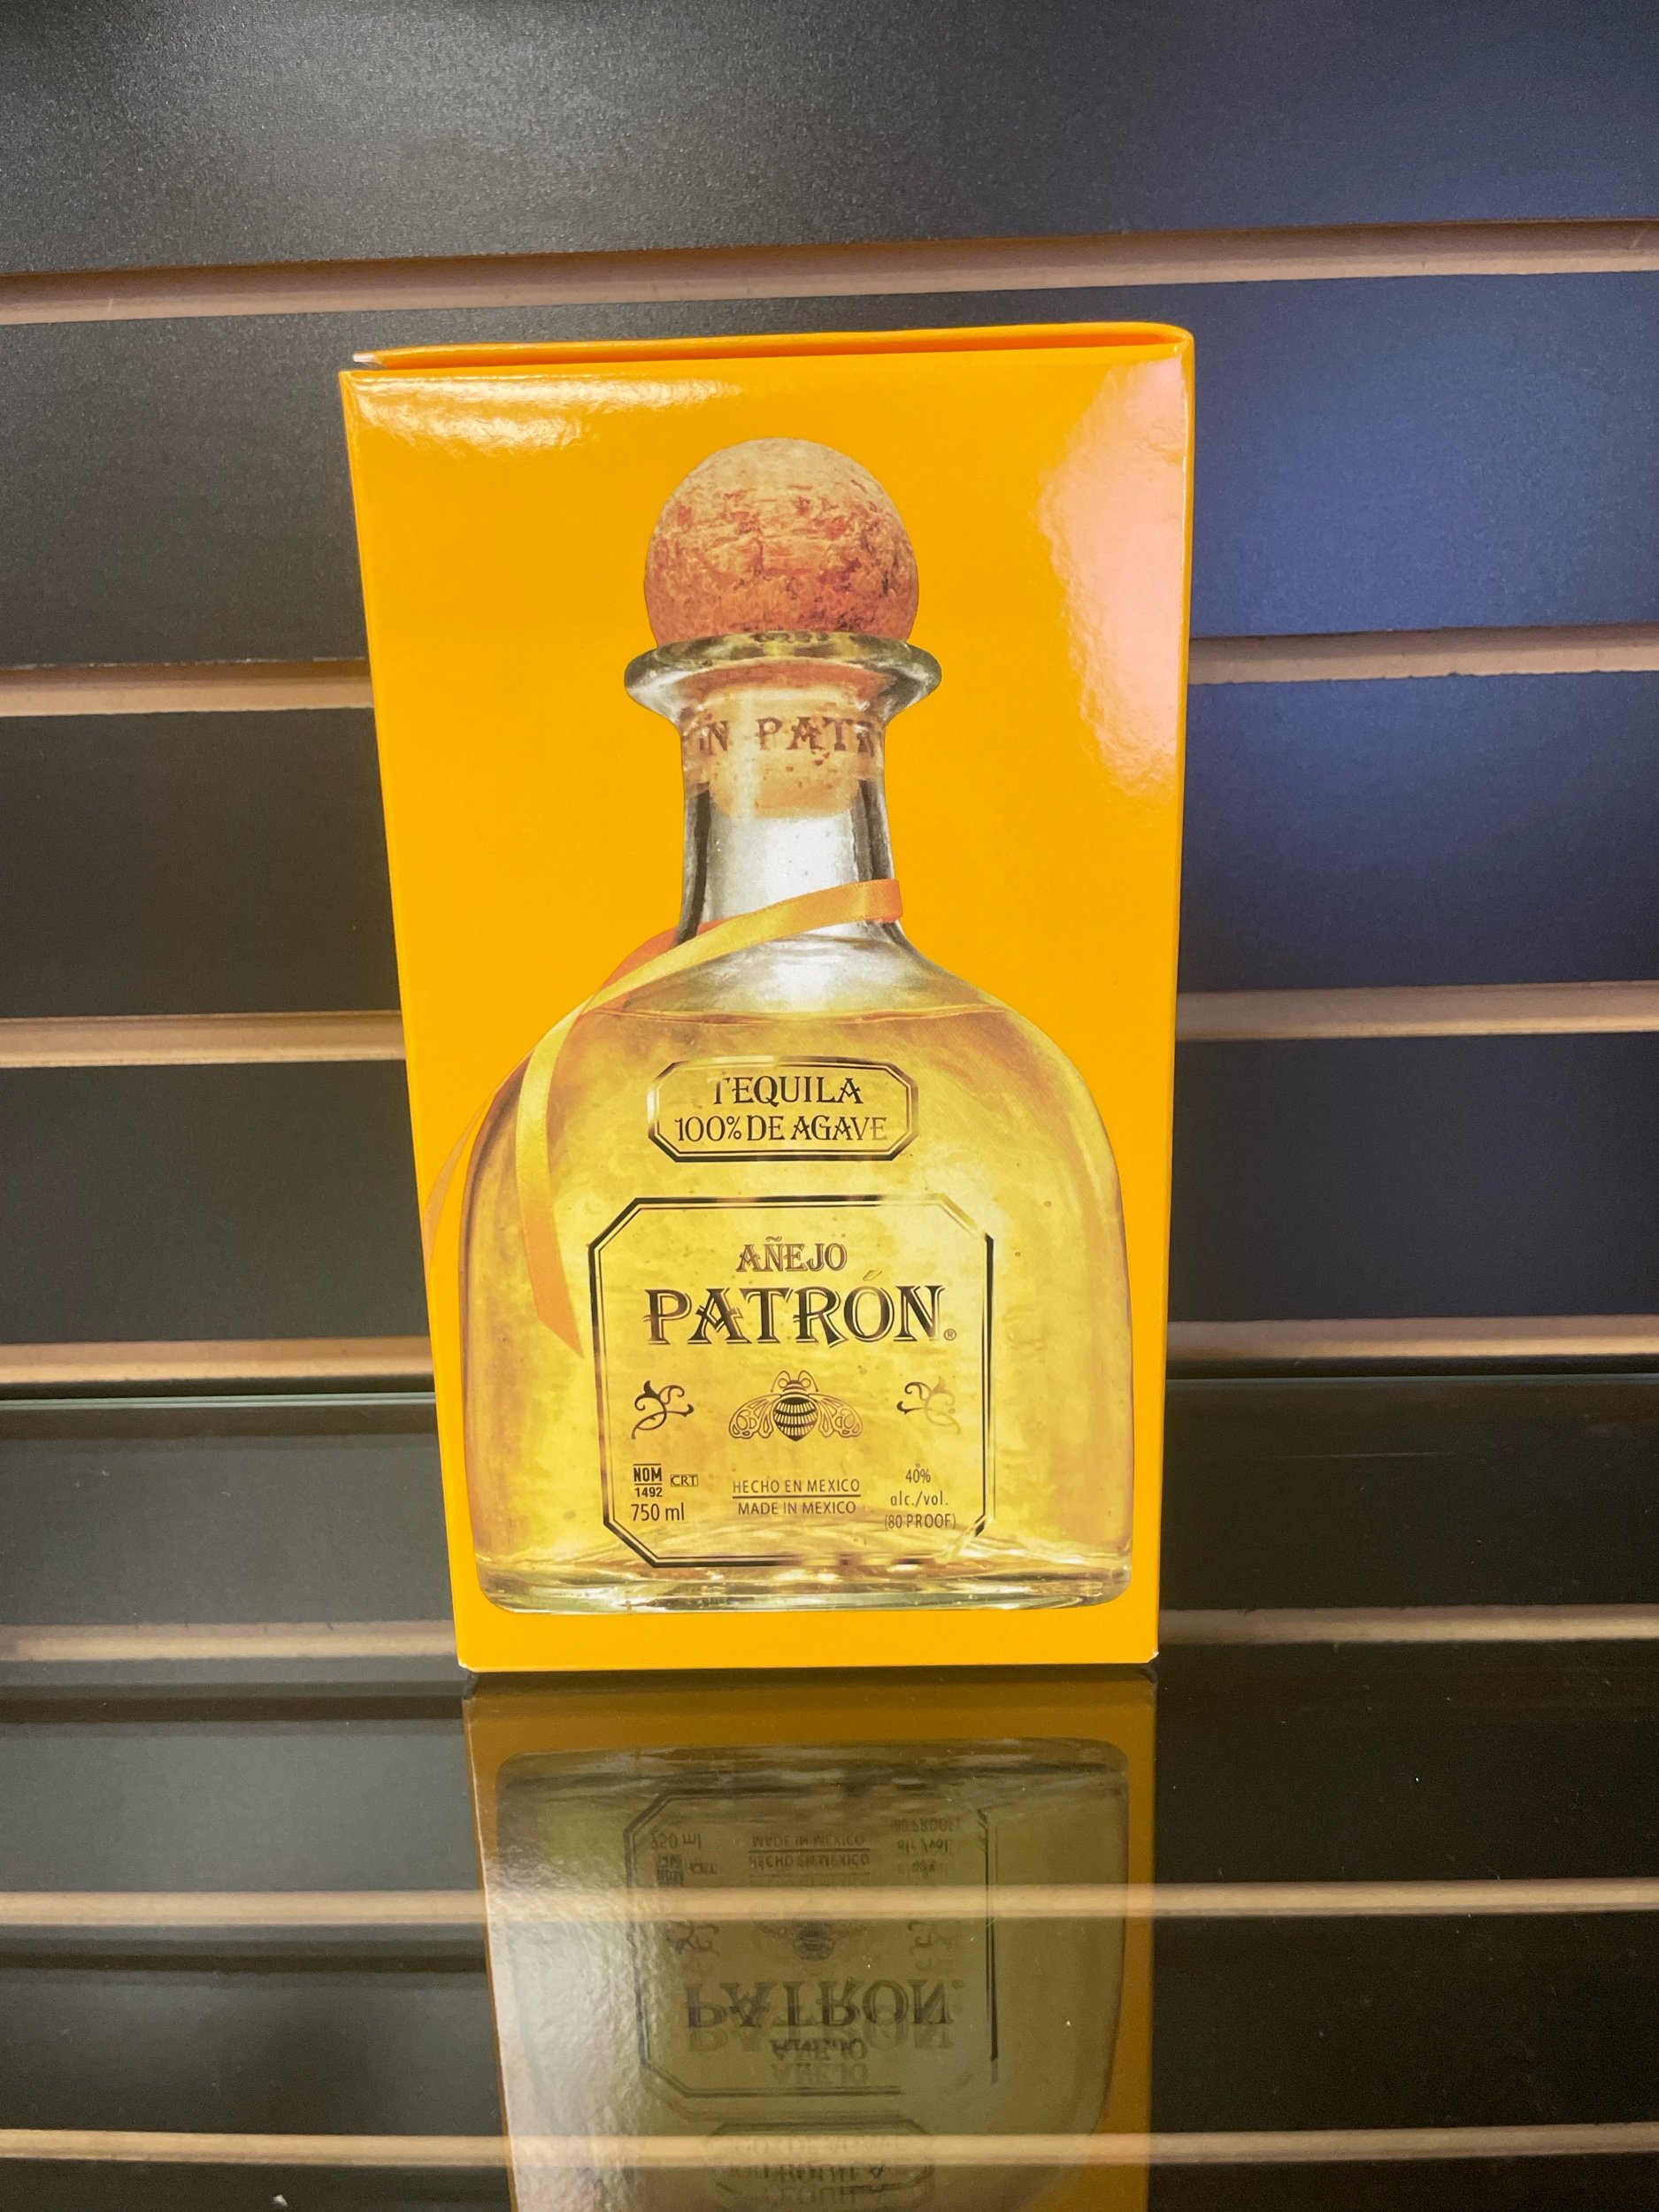 N PATR
TEQUILA
100% DE AGAVE
AÑEJO
PATRÓN®
NOM
1492
CRT
750 ml
HECHO EN MEXICO
MADE IN MEXICO
40%
alc./vol.
(80 PROOF)